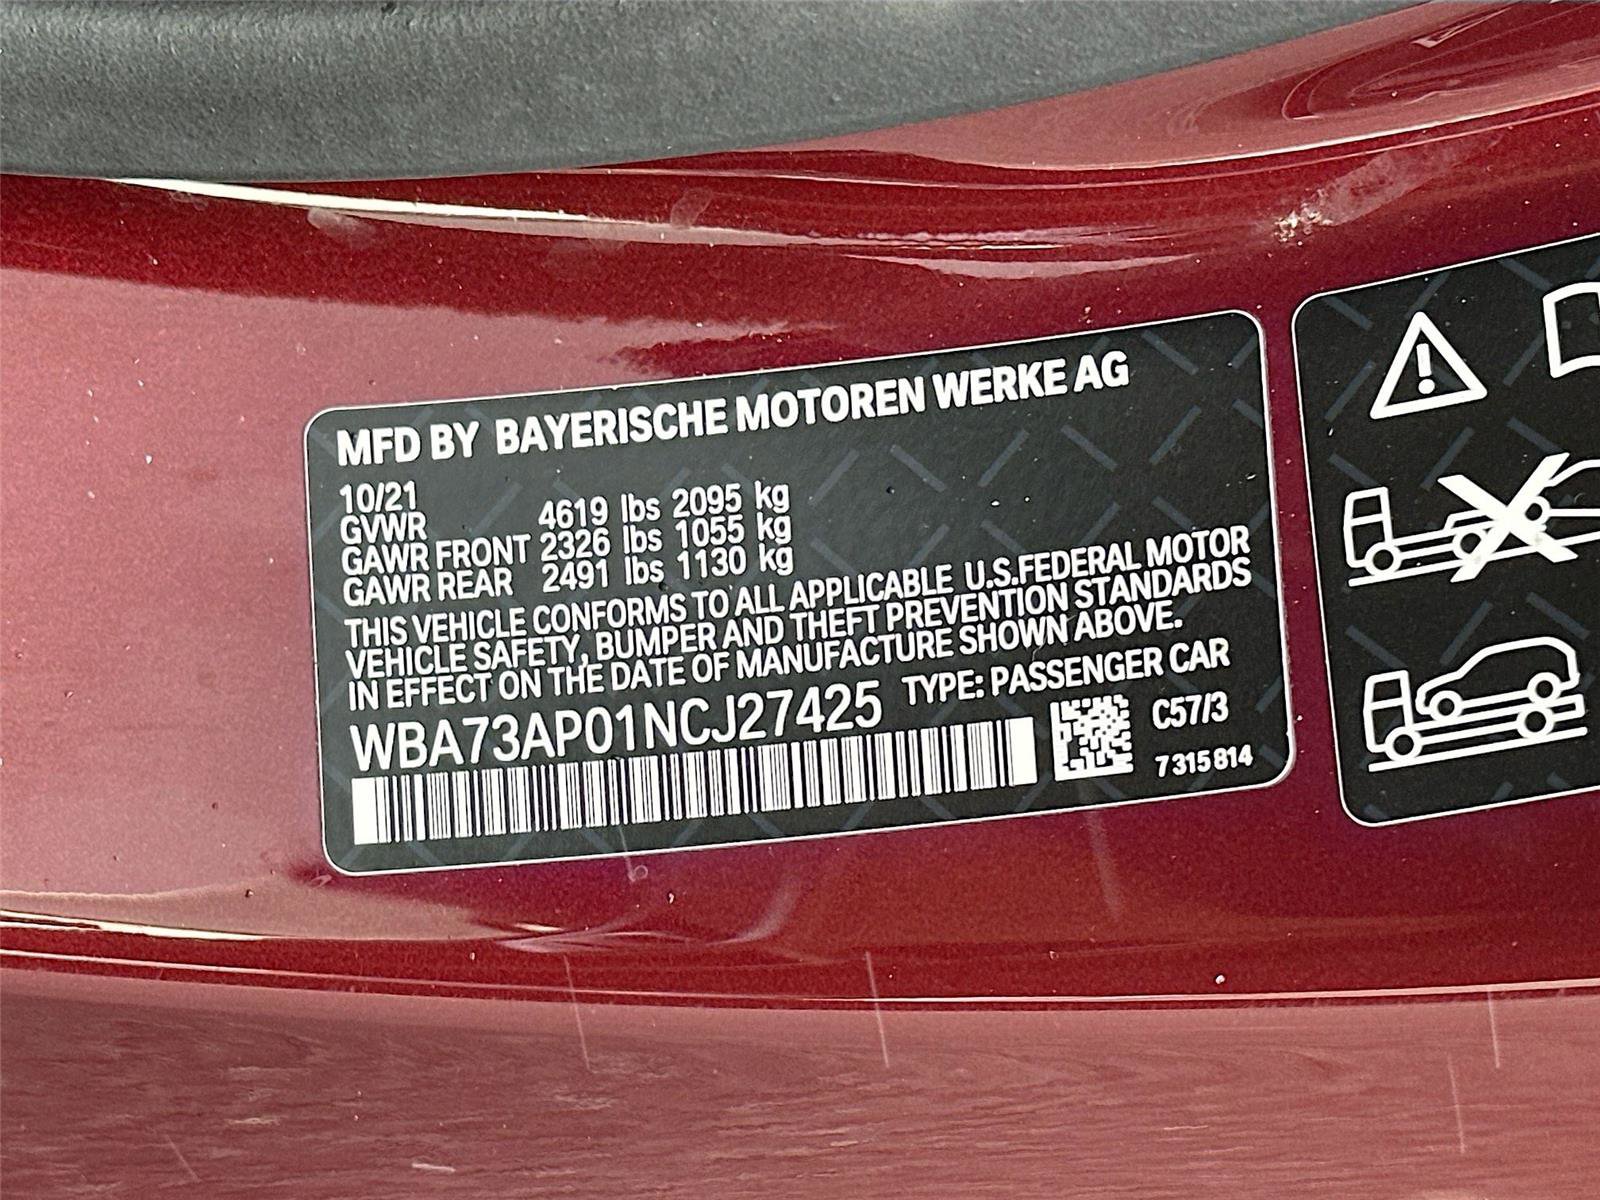 MFD BY BAYERISCHE MOTOREN WERKE AG
10/21
GVWR 4619 lbs 2095 kg
GAWR FRONT 2326 lbs 1055 kg
GAWR REAR 2491 lbs 1130 kg
THIS VEHICLE CONFORMS TO ALL APPLICABLE U.S.FEDERAL MOTOR
VEHICLE SAFETY, BUMPER AND THEFT PREVENTION STANDARDS
IN EFFECT ON THE DATE OF MANUFACTURE SHOWN ABOVE.
WBA73AP01NCJ27425 TYPE: PASSENGER CAR
C57/3
7315814